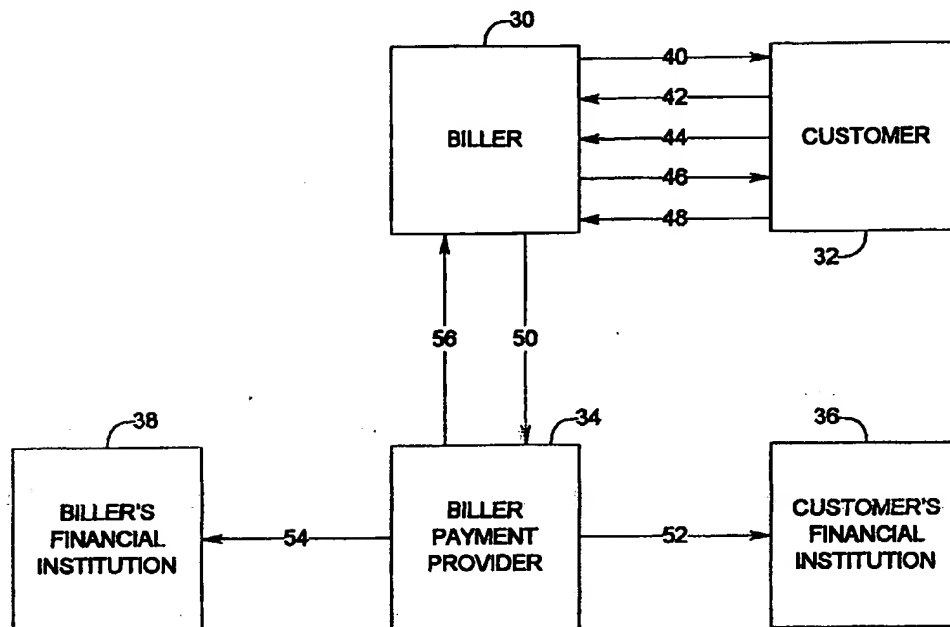 30
40
42
BILLER
44
CUSTOMER
46
48
32
56
50
38
34
36
BILLER'S
FINANCIAL
INSTITUTION
54
BILLER
PAYMENT
PROVIDER
52
CUSTOMER'S
FINANCIAL
INSTITUTION